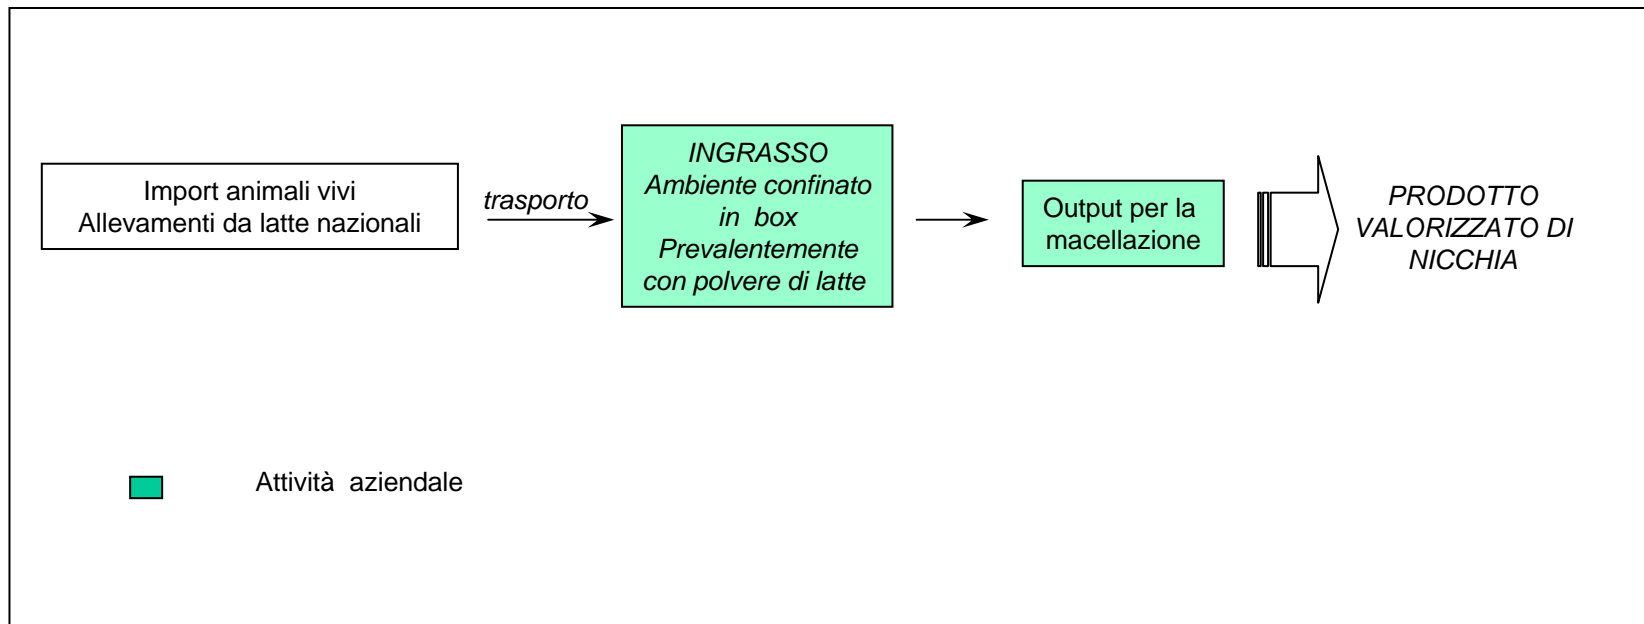 Import animali vivi
Allevamenti da latte nazionali
trasporto
INGRASSO
Ambiente confinato
in box
Prevalentemente
con polvere di latte
Output per la
macellazione
PRODOTTO
VALORIZZATO DI
NICCHIA
Attività aziendale